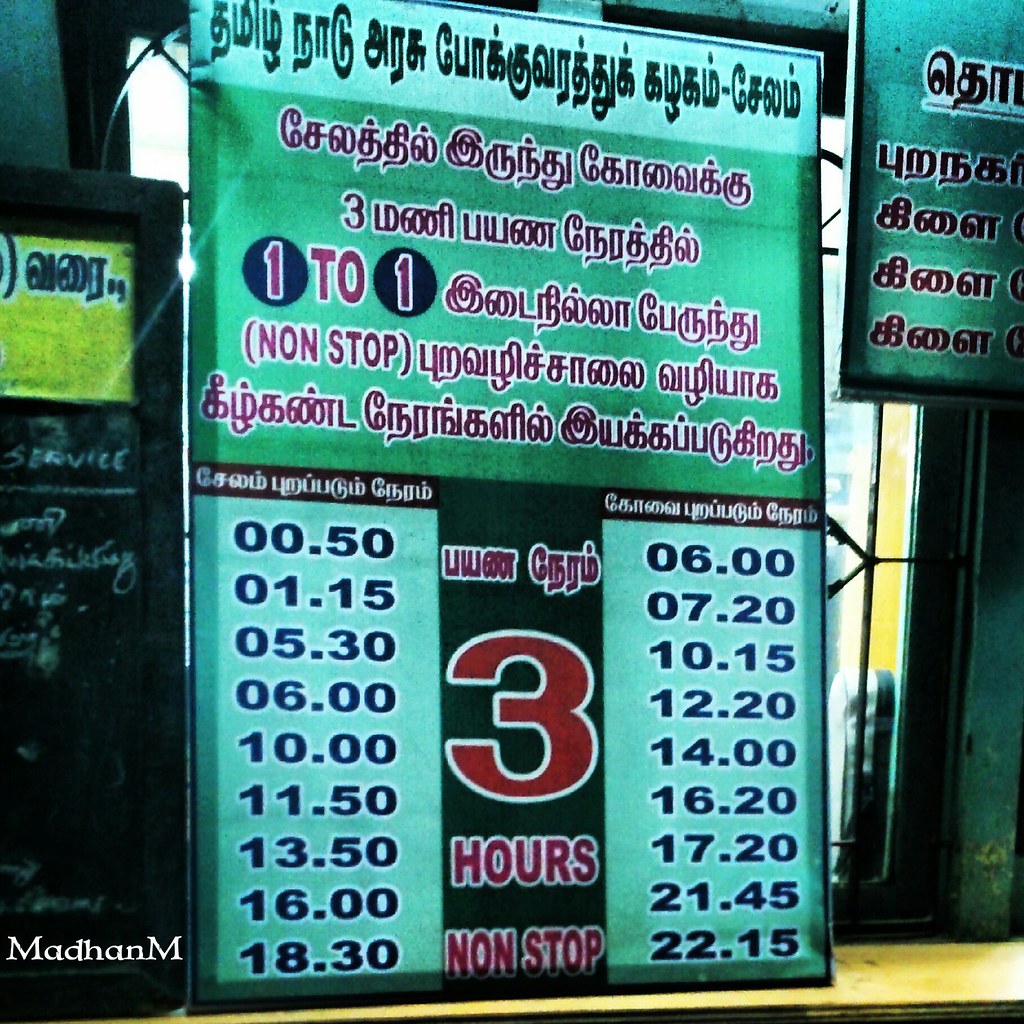 தமிழ் நாடு அரசு போக்குவரத்துக் கழகம்-சேலம்
சேலத்தில் இருந்து கோவைக்கு
3 மணி பயண நேரத்தில்
1 TO 1 இடைநில்லா பேருந்து
(NON STOP) புறவழிச்சாலை வழியாக
கீழ்கண்ட நேரங்களில் இயக்கப்படுகிறது.
சேலம் புறப்படும் நேரம்
00.50
01.15
05.30
06.00
10.00
11.50
13.50
16.00
18.30
பயண நேரம்
3
HOURS
NON STOP
கோவை புறப்படும் நேரம்
06.00
07.20
10.15
12.20
14.00
16.20
17.20
21.45
22.15
) வரை.,
SERVICE
கிளை
கிளை
கிளை
MadhanM